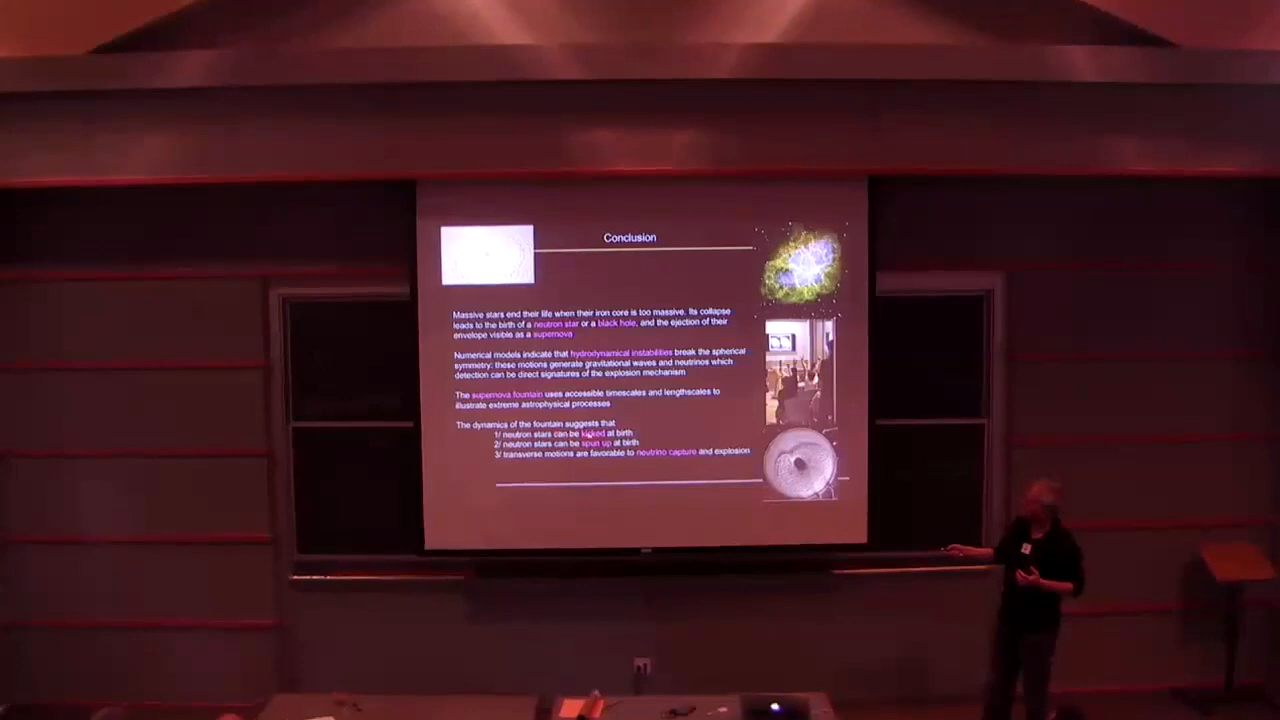 Conclusion
Massive stars end their life when their iron core is too massive. Its collapse
leads to the birth of a neutron star or a black hole, and the ejection of their
envelope visible as a supernova
Numerical models indicate that hydrodynamical instabilities break the spherical
symmetry: these motions generate gravitational waves and neutrinos which
detection can be direct signatures of the explosion mechanism
The supernova fountain uses accessible timescales and lengthscales to
illustrate extreme astrophysical processes
The dynamics of the fountain suggests that
1/ neutron stars can be kicked at birth
2/ neutron stars can be spun up at birth
3/ transverse motions are favorable to neutrino capture and explosion